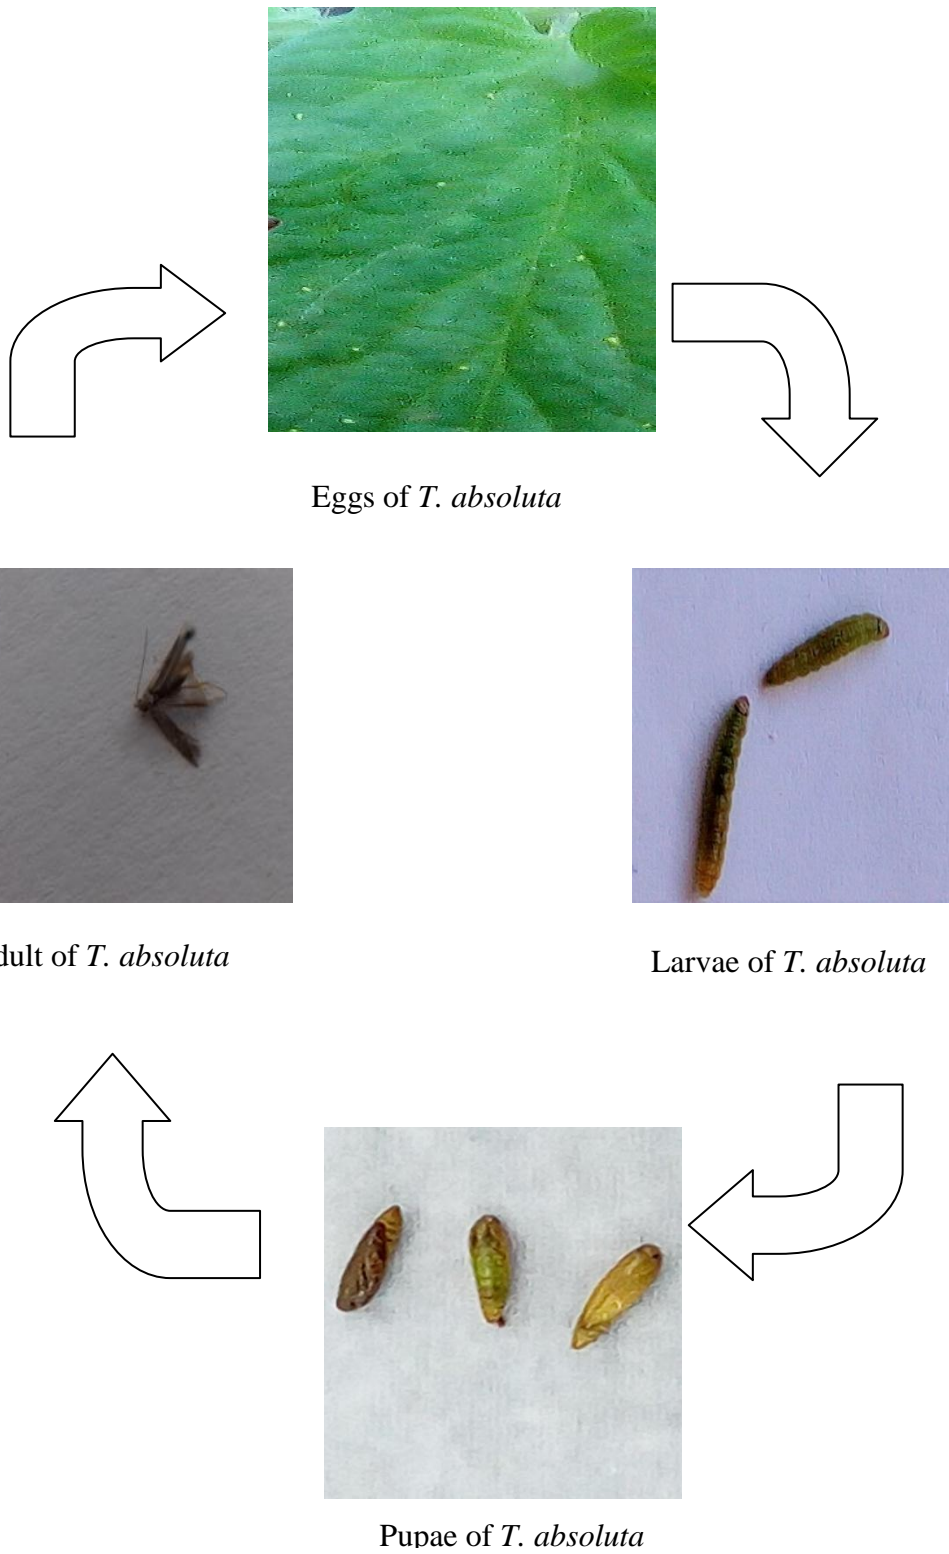 Eggs of T. absoluta
dult of T. absoluta
Larvae of T. absoluta
Pupae of T. absoluta